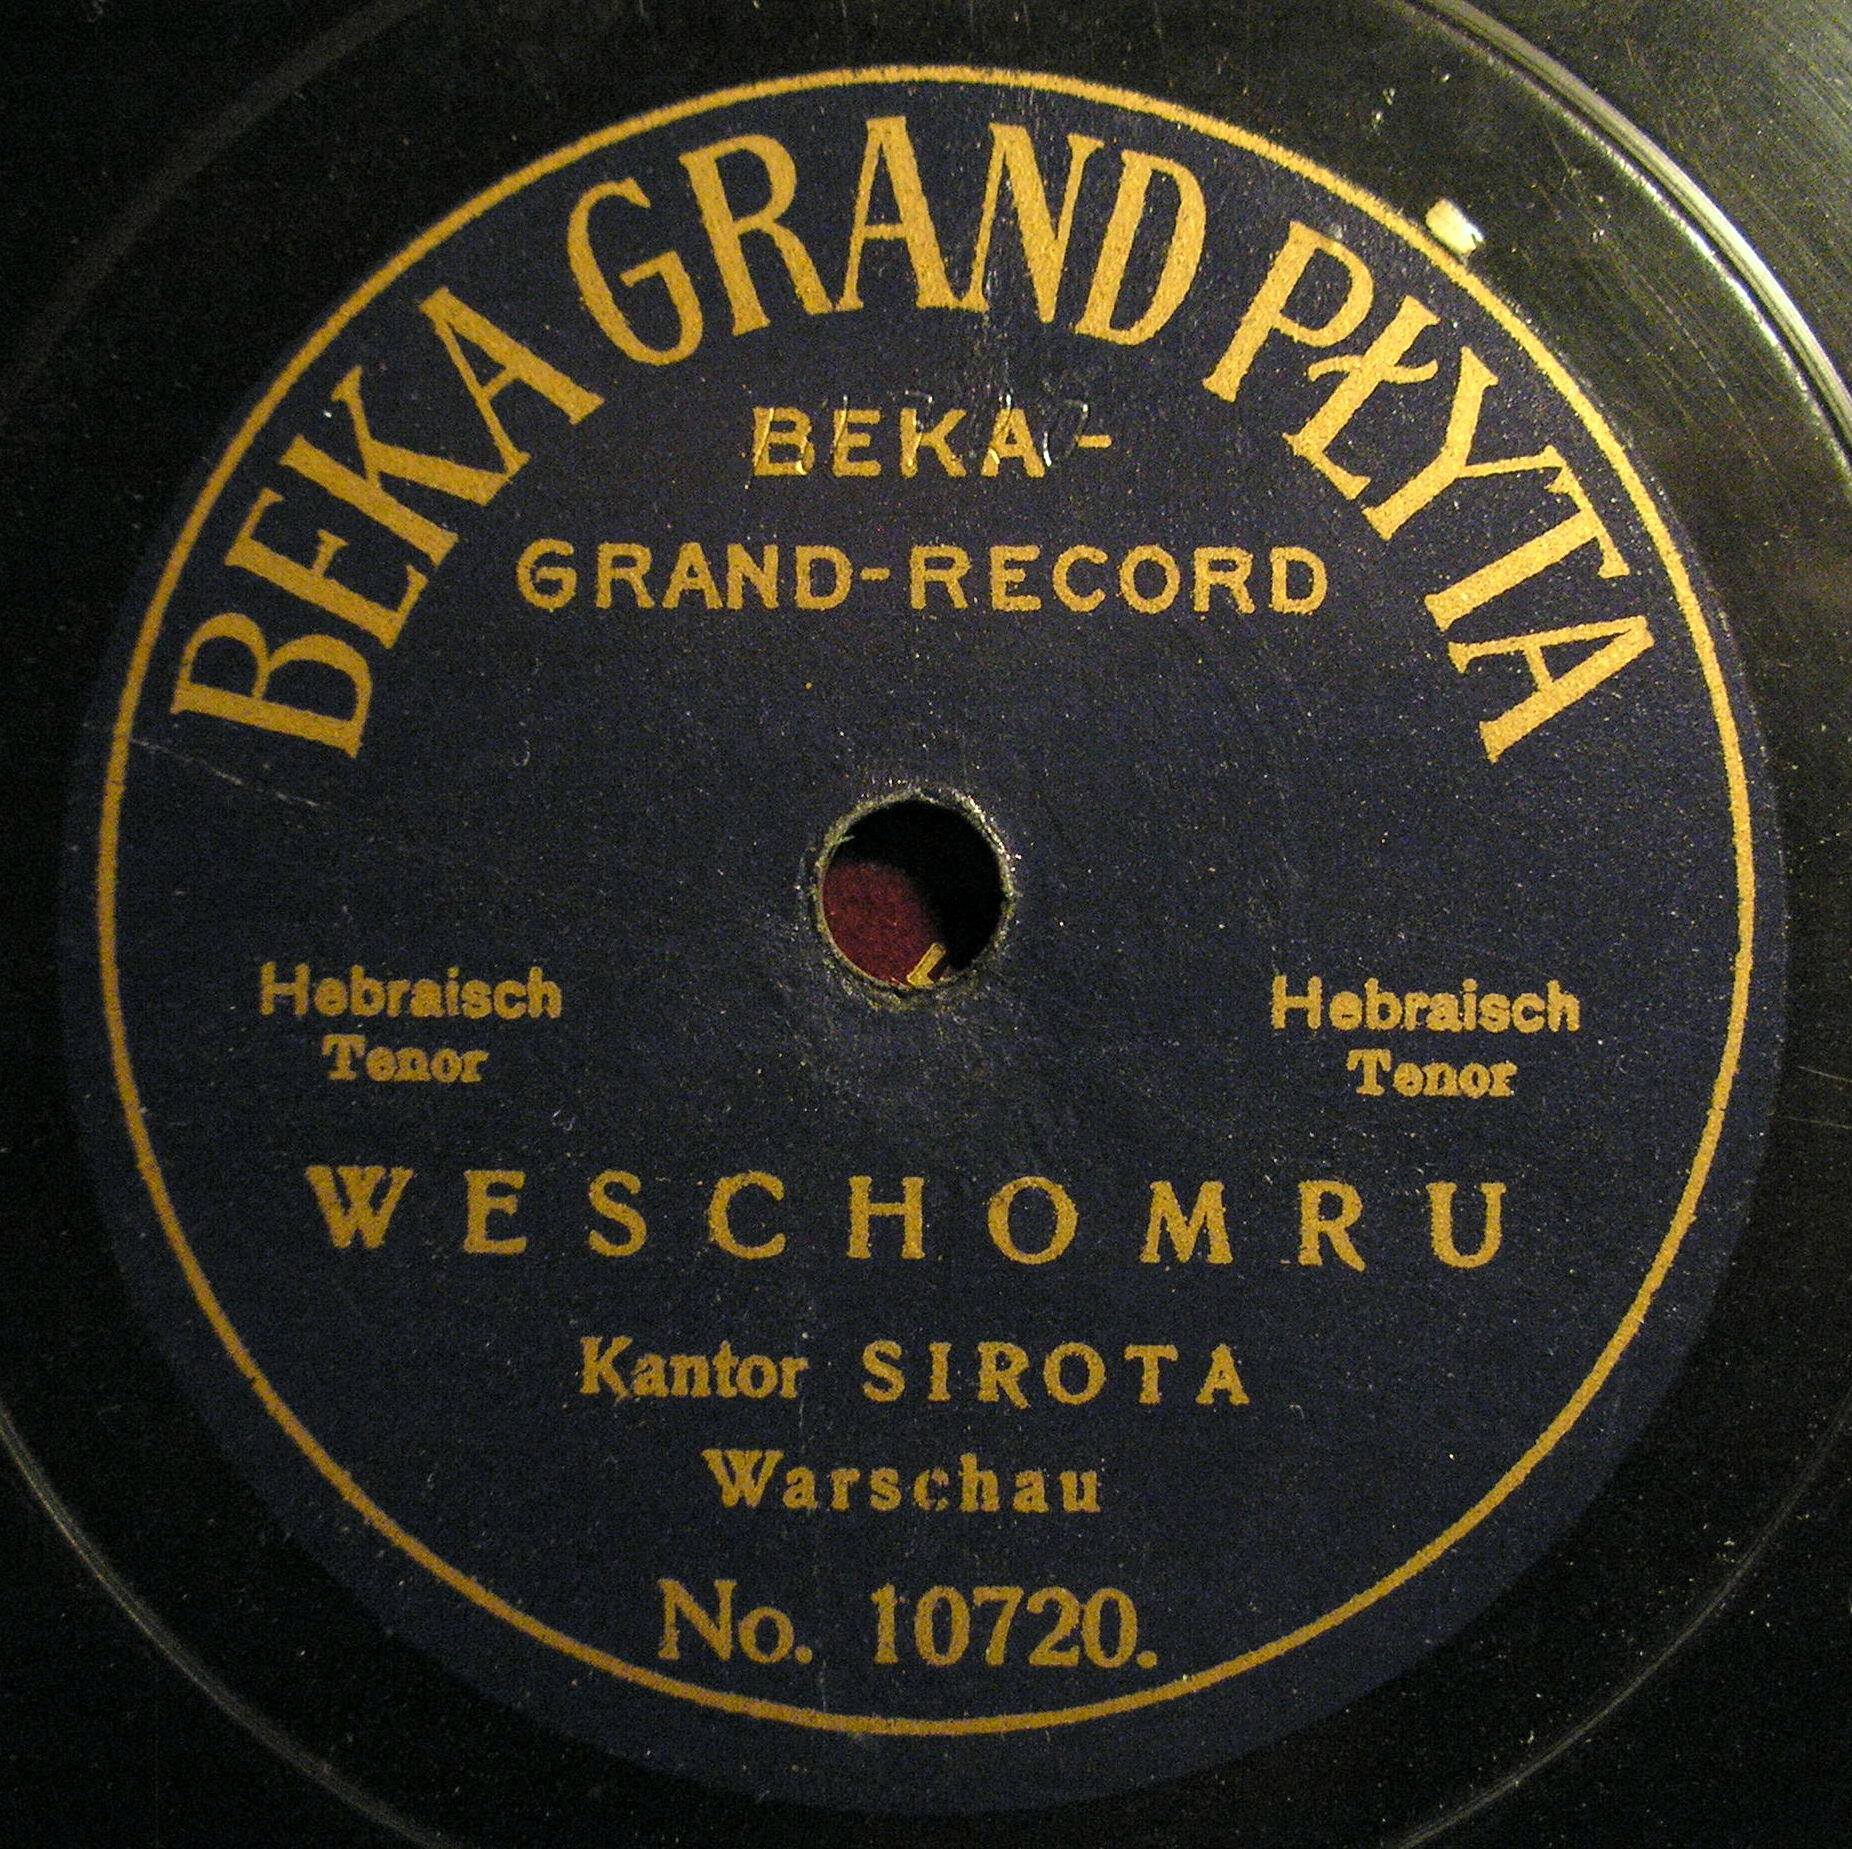 BEKA GRAND PŁYTA
BEKA-
GRAND-RECORD
Hebraisch
Tenor
Hebraisch
Tenor
WESCHOMRU
Kantor SIROTA
Warschau
No. 10720.